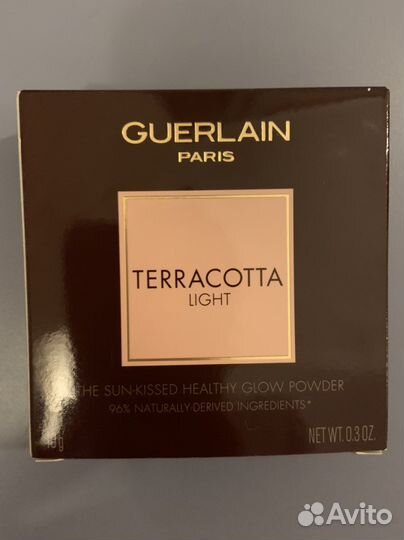 GUERLAIN
PARIS
TERRACOTTA
LIGHT
THE SUN-KISSED HEALTHY GLOW POWDER
96% NATURALLY-DERIVED INGREDIENTS*
NET WT. 0.3 OZ.
Avito